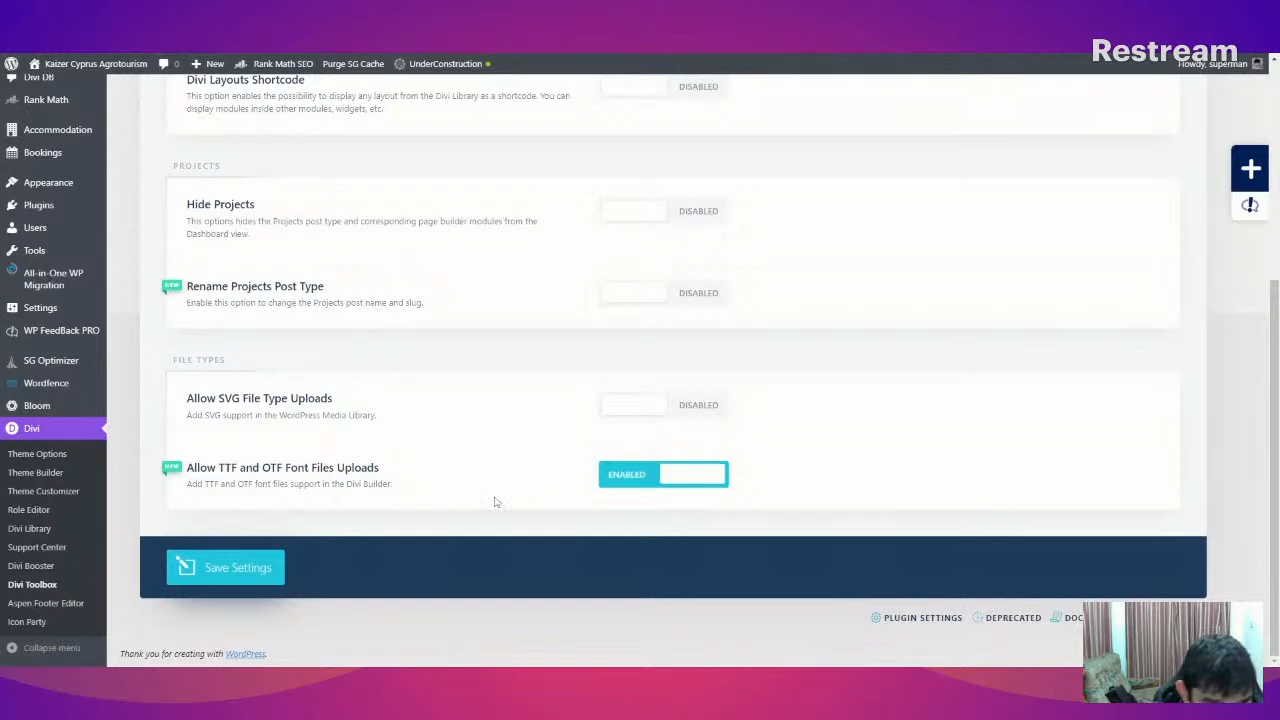 Restream
Kaizer Cyprus Agrotourism
0
New
Rank Math SEO
Purge SG Cache
UnderConstruction
Howdy, superman
Divi DB
Rank Math
Accommodation
Bookings
Appearance
Plugins
Users
Tools
All-in-One WP
Migration
Settings
WP FeedBack PRO
SG Optimizer
Wordfence
Bloom
Divi
Theme Options
Theme Builder
Theme Customizer
Role Editor
Divi Library
Support Center
Divi Booster
Divi Toolbox
Aspen Footer Editor
Icon Party
Collapse menu
Divi Layouts Shortcode
This option enables the possibility to display any layout from the Divi Library as a shortcode. You can
display modules inside other modules, widgets, etc.
DISABLED
PROJECTS
Hide Projects
This options hides the Projects post type and corresponding page builder modules from the
Dashboard view.
DISABLED
NEW
Rename Projects Post Type
Enable this option to change the Projects post name and slug.
DISABLED
FILE TYPES
Allow SVG File Type Uploads
Add SVG support in the WordPress Media Library.
DISABLED
NEW
Allow TTF and OTF Font Files Uploads
Add TTF and OTF font files support in the Divi Builder.
ENABLED
Save Settings
PLUGIN SETTINGS
DEPRECATED
DOC
Thank you for creating with WordPress.